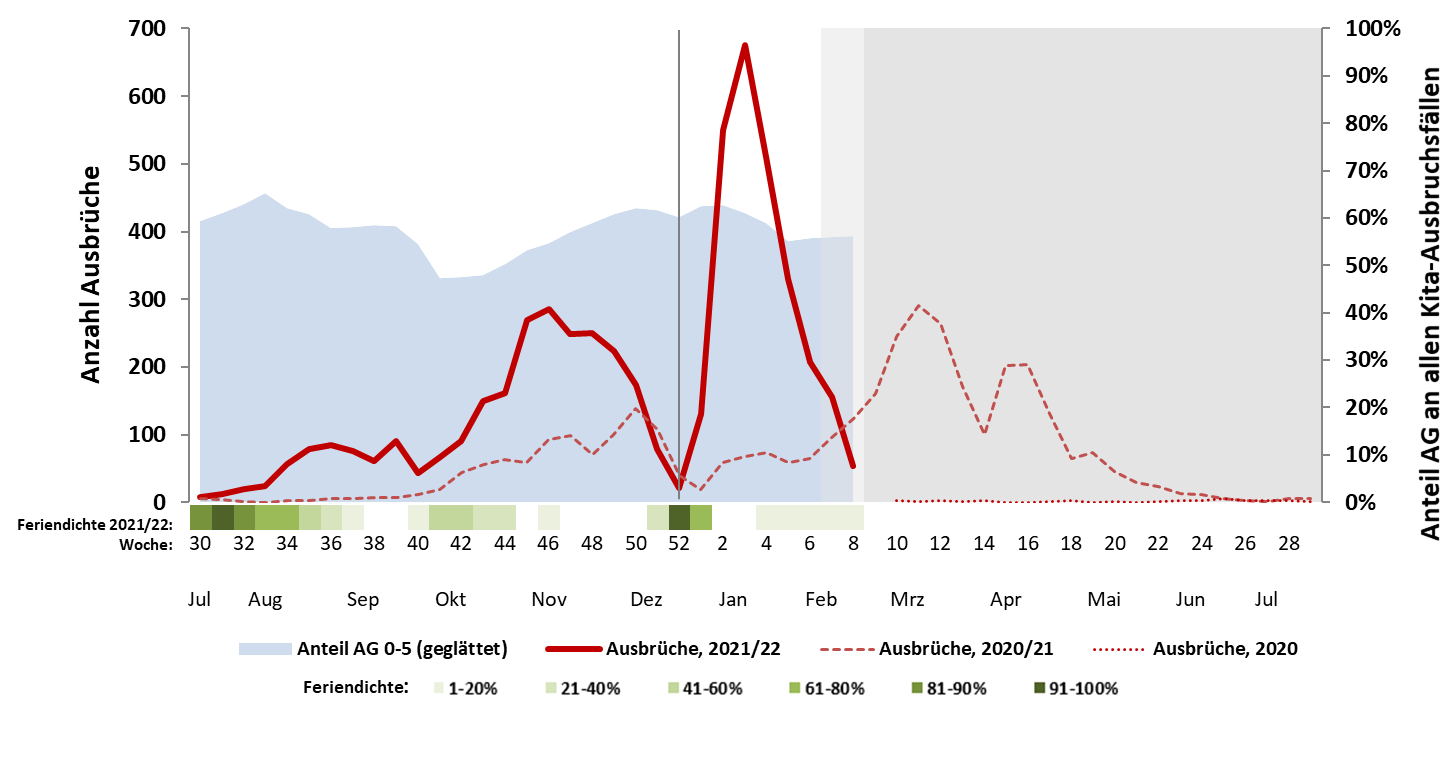 Anzahl Ausbrüche
700
600
500
400
300
200
100
0
100%
90%
80%
70%
60%
50%
40%
30%
20%
10%
0%
Anteil AG an allen Kita-Ausbruchsfällen
Feriendichte 2021/22:
Woche: 30 32 34 36 38 40 42 44 46 48 50 52 2 4 6 8 10 12 14 16 18 20 22 24 26 28
Jul Aug Sep Okt Nov Dez Jan Feb Mrz Apr Mai Jun Jul
Anteil AG 0-5 (geglättet) Ausbrüche, 2021/22 Ausbrüche, 2020/21 Ausbrüche, 2020
Feriendichte: 1-20% 21-40% 41-60% 61-80% 81-90% 91-100%